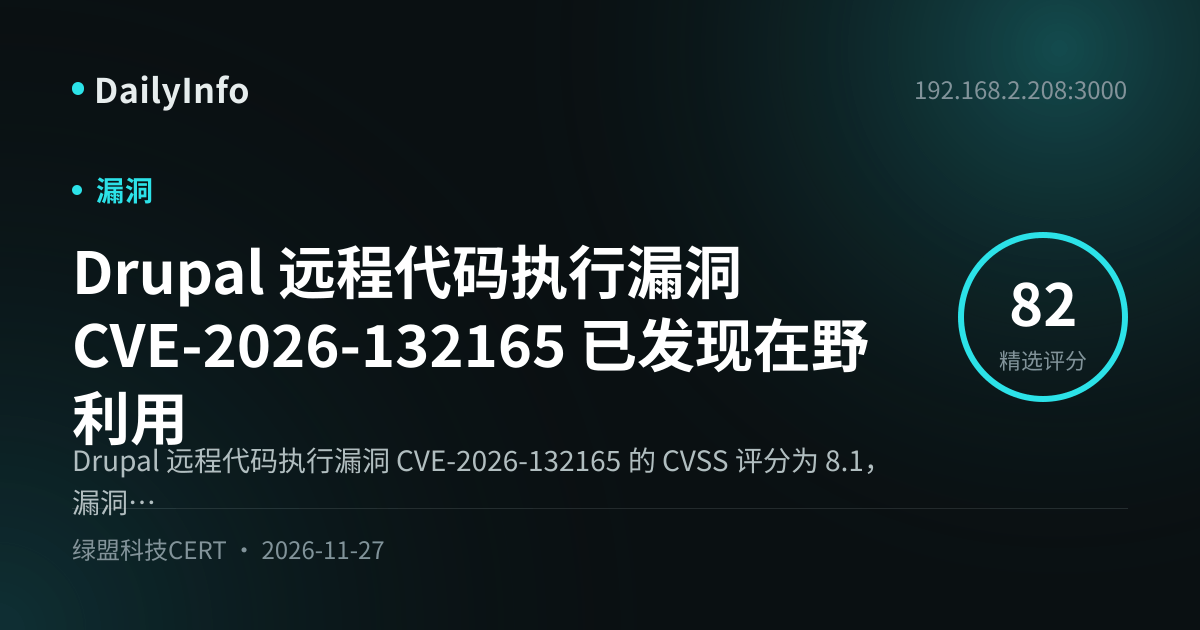 DailyInfo
192.168.2.208:3000
漏洞
Drupal 远程代码执行漏洞
CVE-2026-132165 已发现在野
利用
82
精选评分
Drupal 远程代码执行漏洞 CVE-2026-132165 的 CVSS 评分为 8.1，
漏洞…
绿盟科技CERT · 2026-11-27